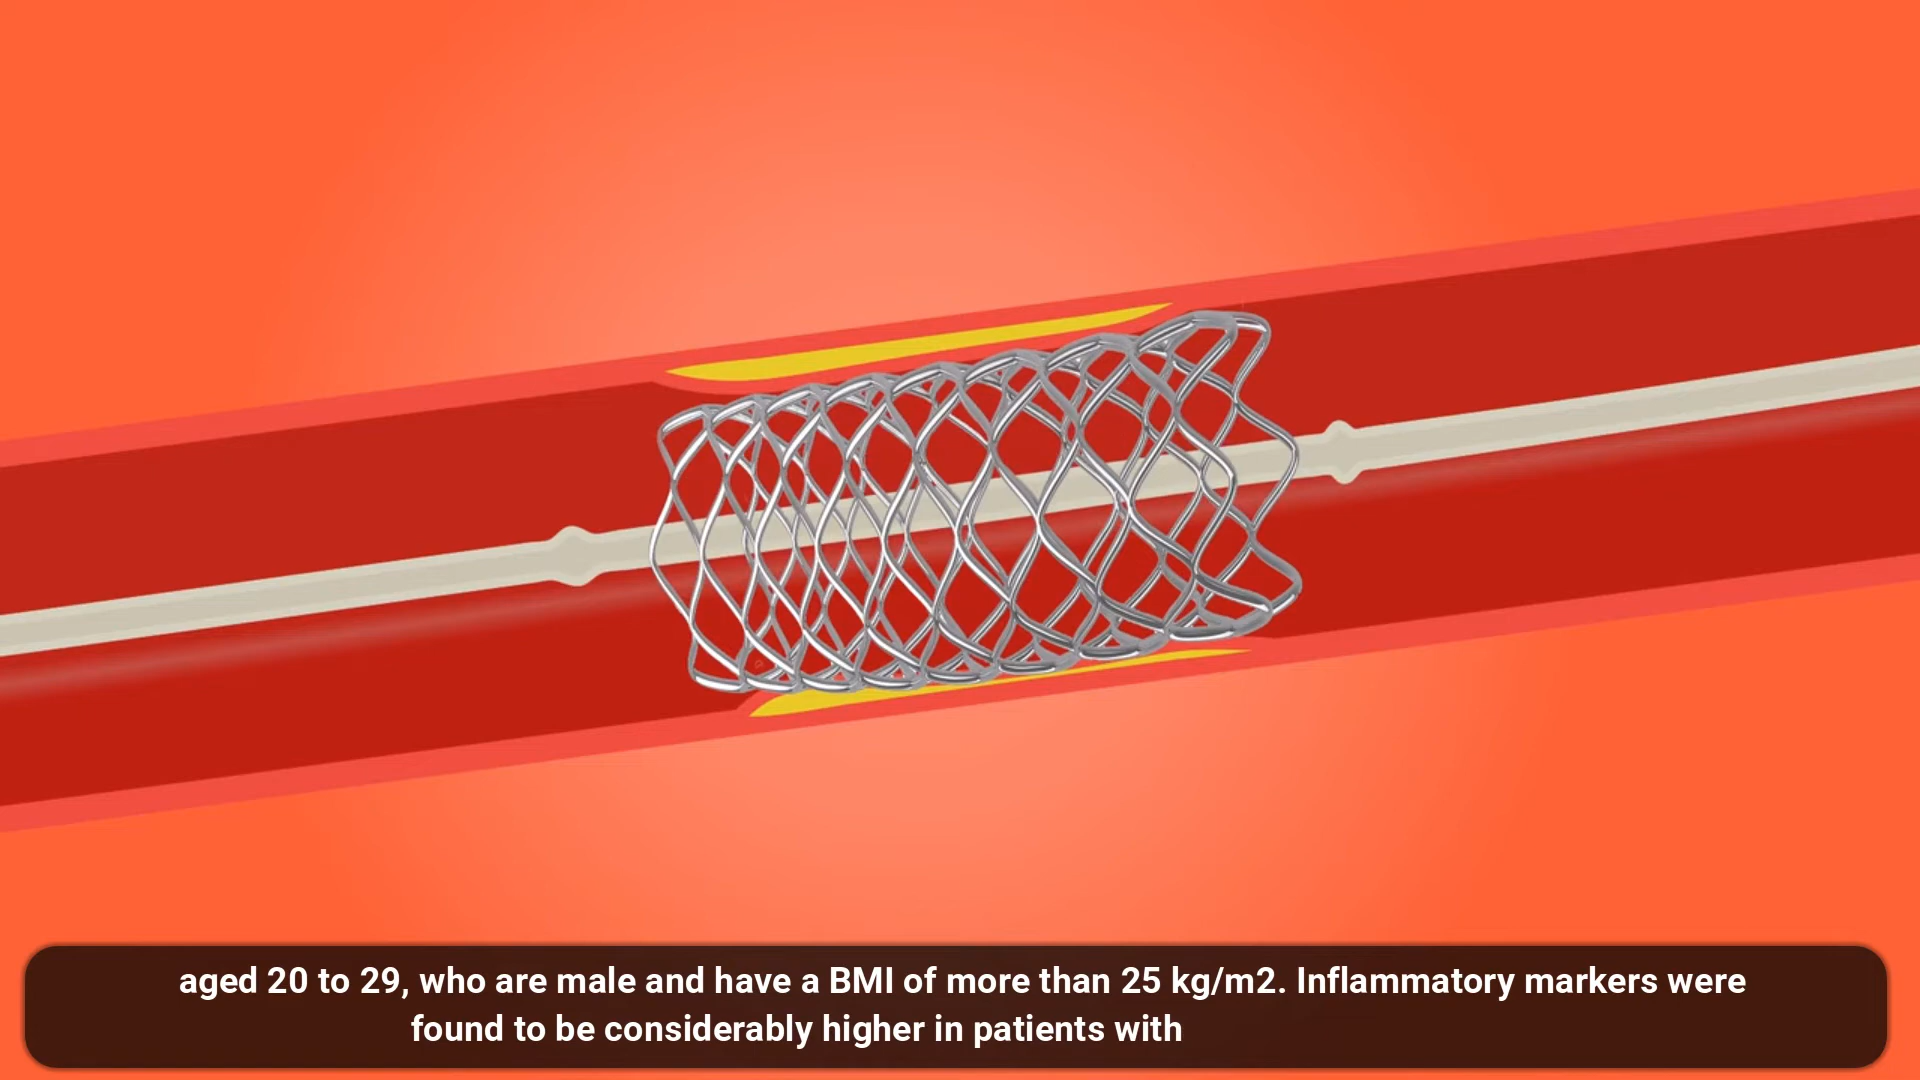 aged 20 to 29, who are male and have a BMI of more than 25 kg/m2. Inflammatory markers were
found to be considerably higher in patients with